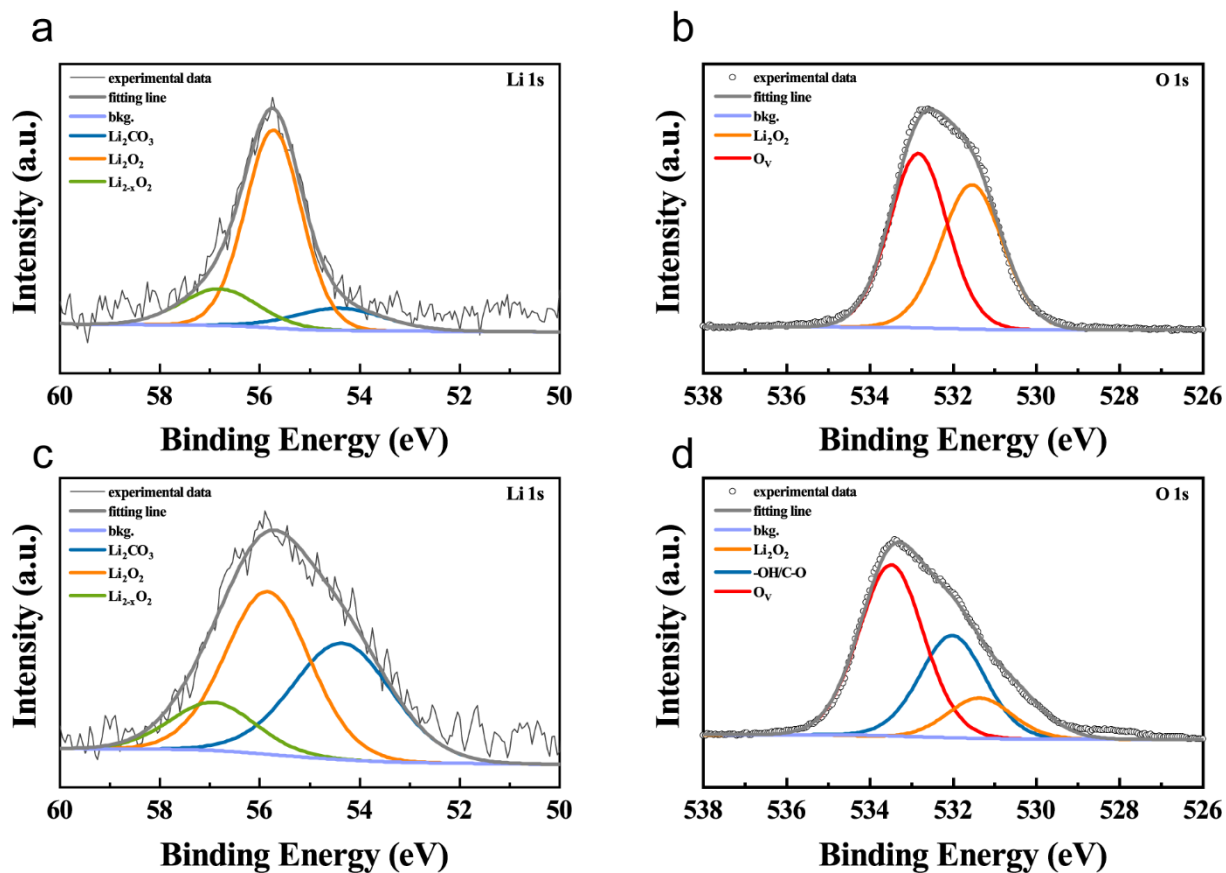 a
experimental data
fitting line
bkg.
Li₂CO₃
Li₂O₂
Li₂₋ₓO₂
Li 1s
Intensity (a.u.)
60 58 56 54 52 50
Binding Energy (eV)
b
experimental data
fitting line
bkg.
Li₂O₂
Oᵥ
O 1s
Intensity (a.u.)
538 536 534 532 530 528 526
Binding Energy (eV)
c
experimental data
fitting line
bkg.
Li₂CO₃
Li₂O₂
Li₂₋ₓO₂
Li 1s
Intensity (a.u.)
60 58 56 54 52 50
Binding Energy (eV)
d
experimental data
fitting line
bkg.
Li₂O₂
-OH/C-O
Oᵥ
O 1s
Intensity (a.u.)
538 536 534 532 530 528 526
Binding Energy (eV)